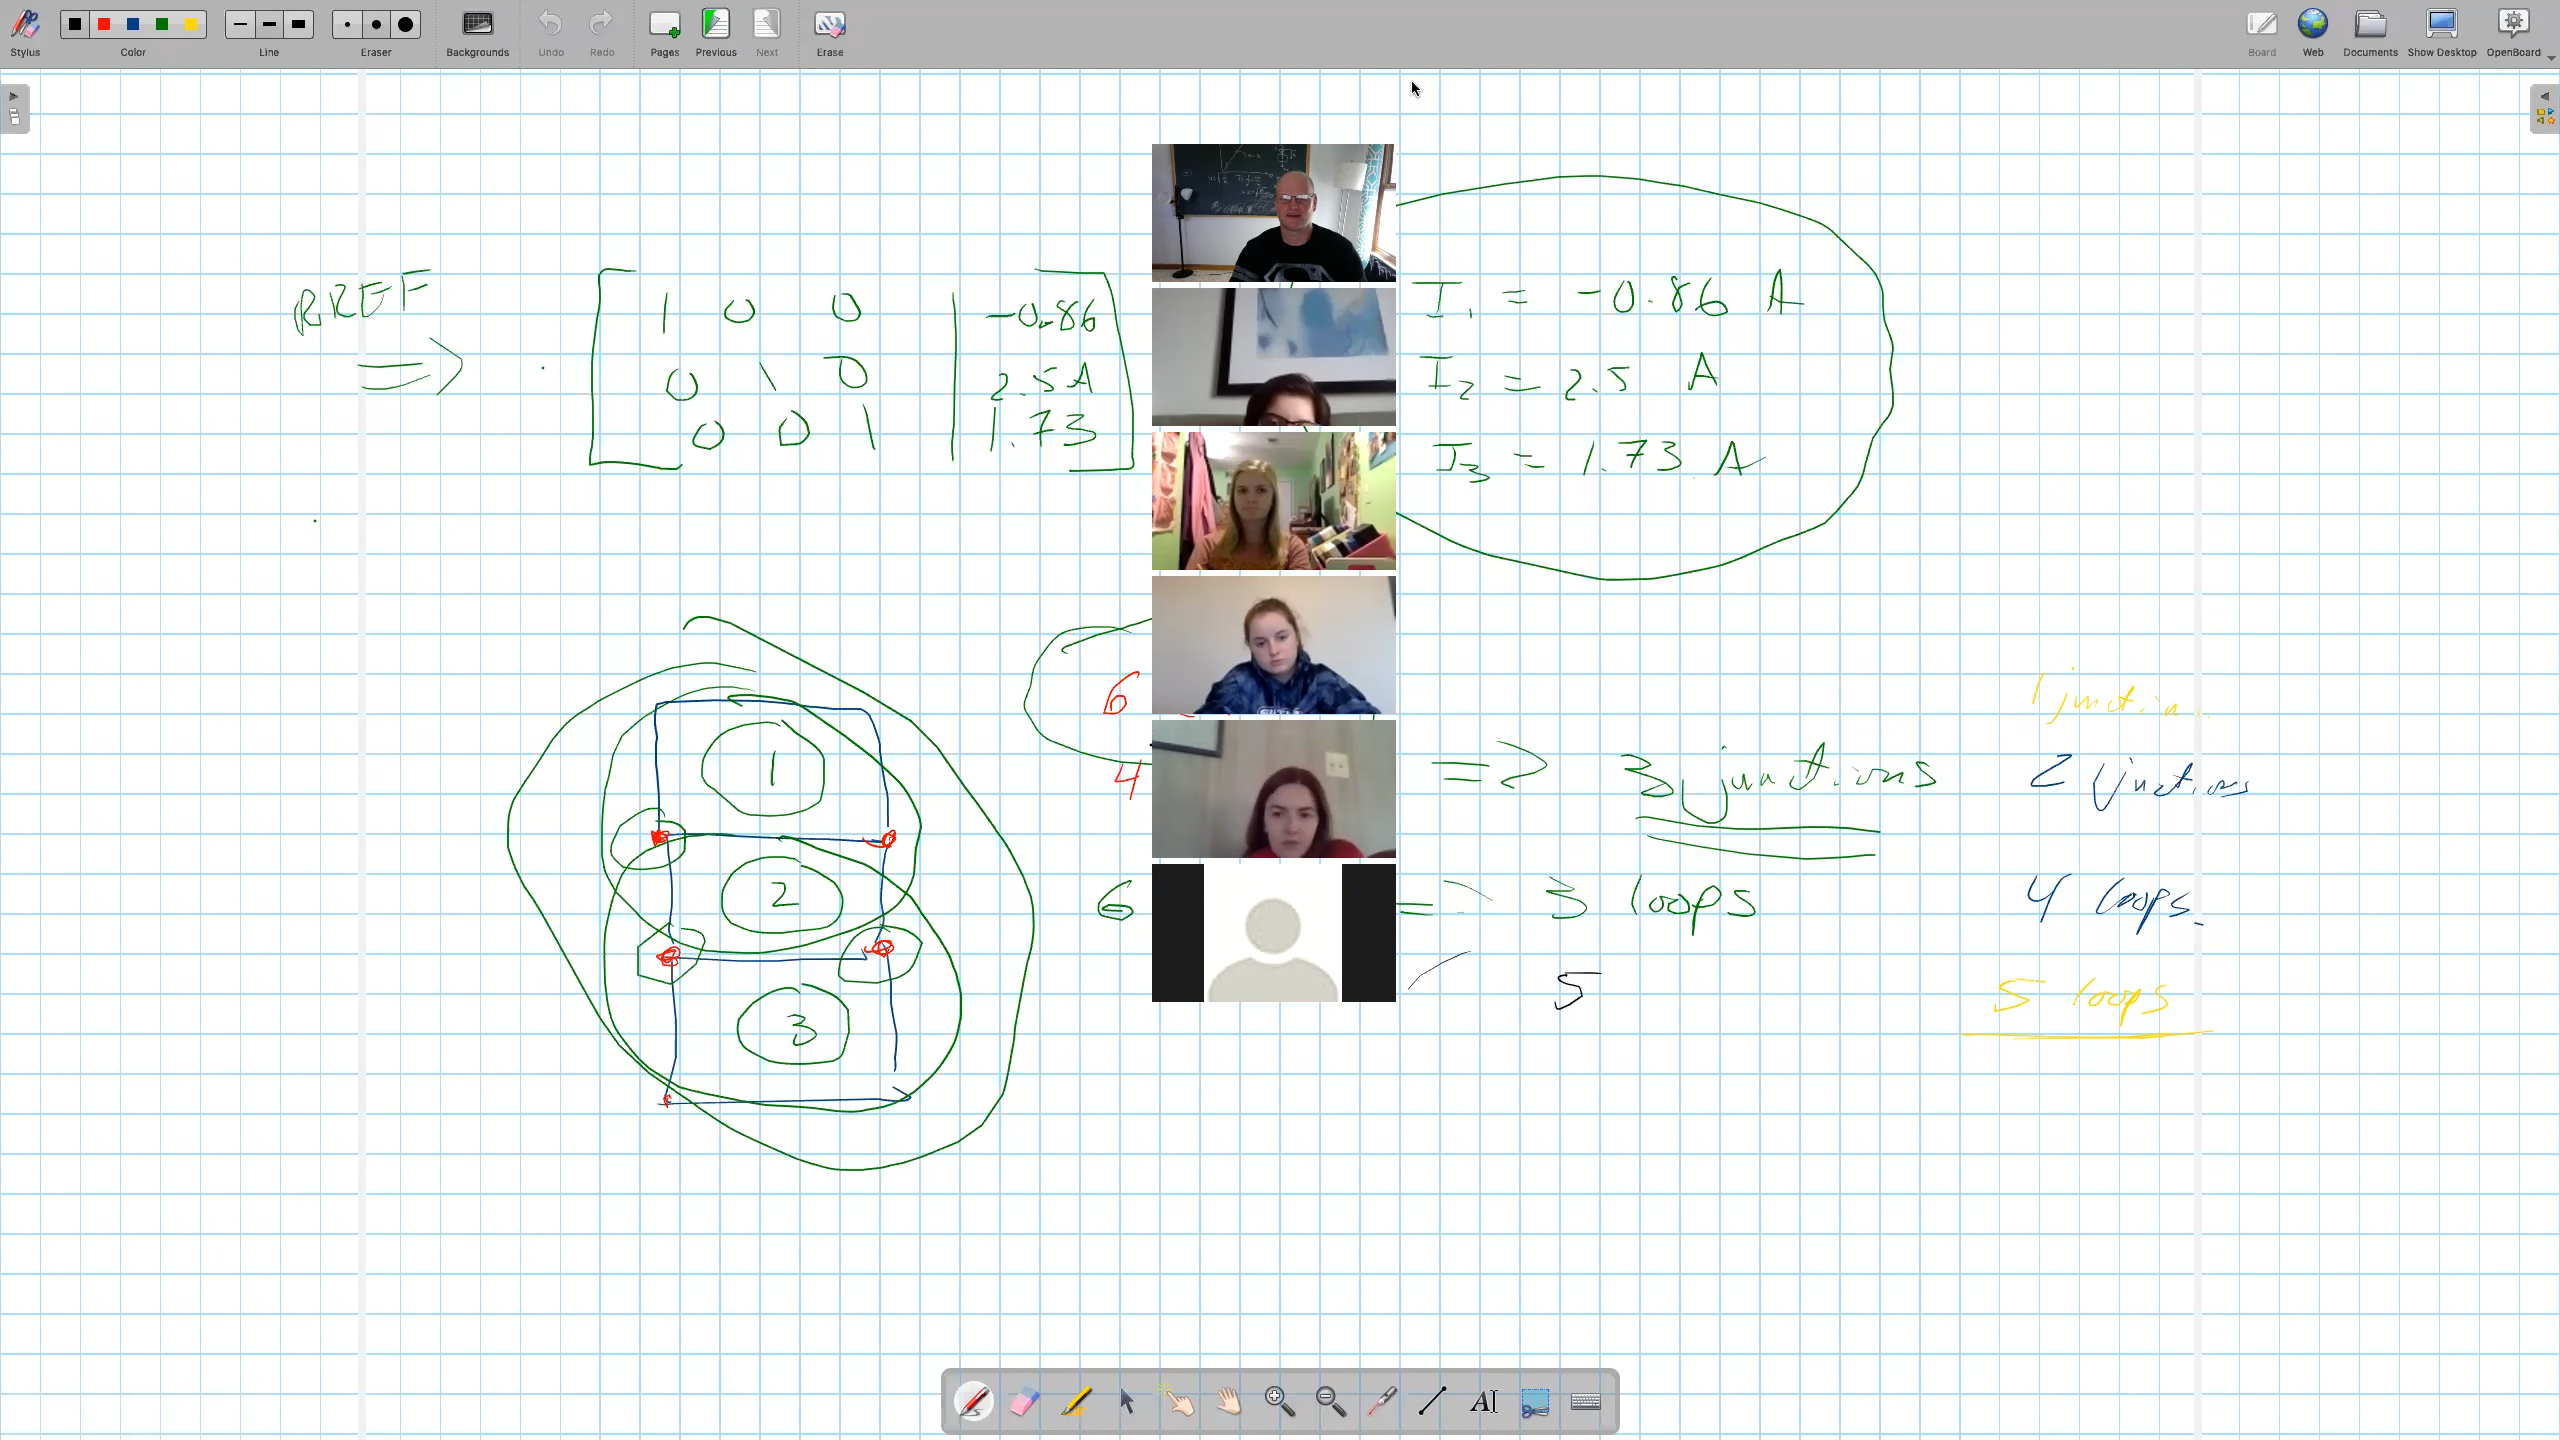 Stylus Color Line Eraser Backgrounds Undo Redo Pages Previous Next Erase Board Web Documents Show Desktop OpenBoard
RREF
⇒
1 0 0 | -0.86
0 1 0 | 2.5 A
0 0 1 | 1.73
I₁ = -0.86 A
I₂ = 2.5 A
I₃ = 1.73 A
1
2
3
6
4
=> 3 junctions
6 => 3 loops
5
1 junction
2 junctions
4 loops
5 loops
AI